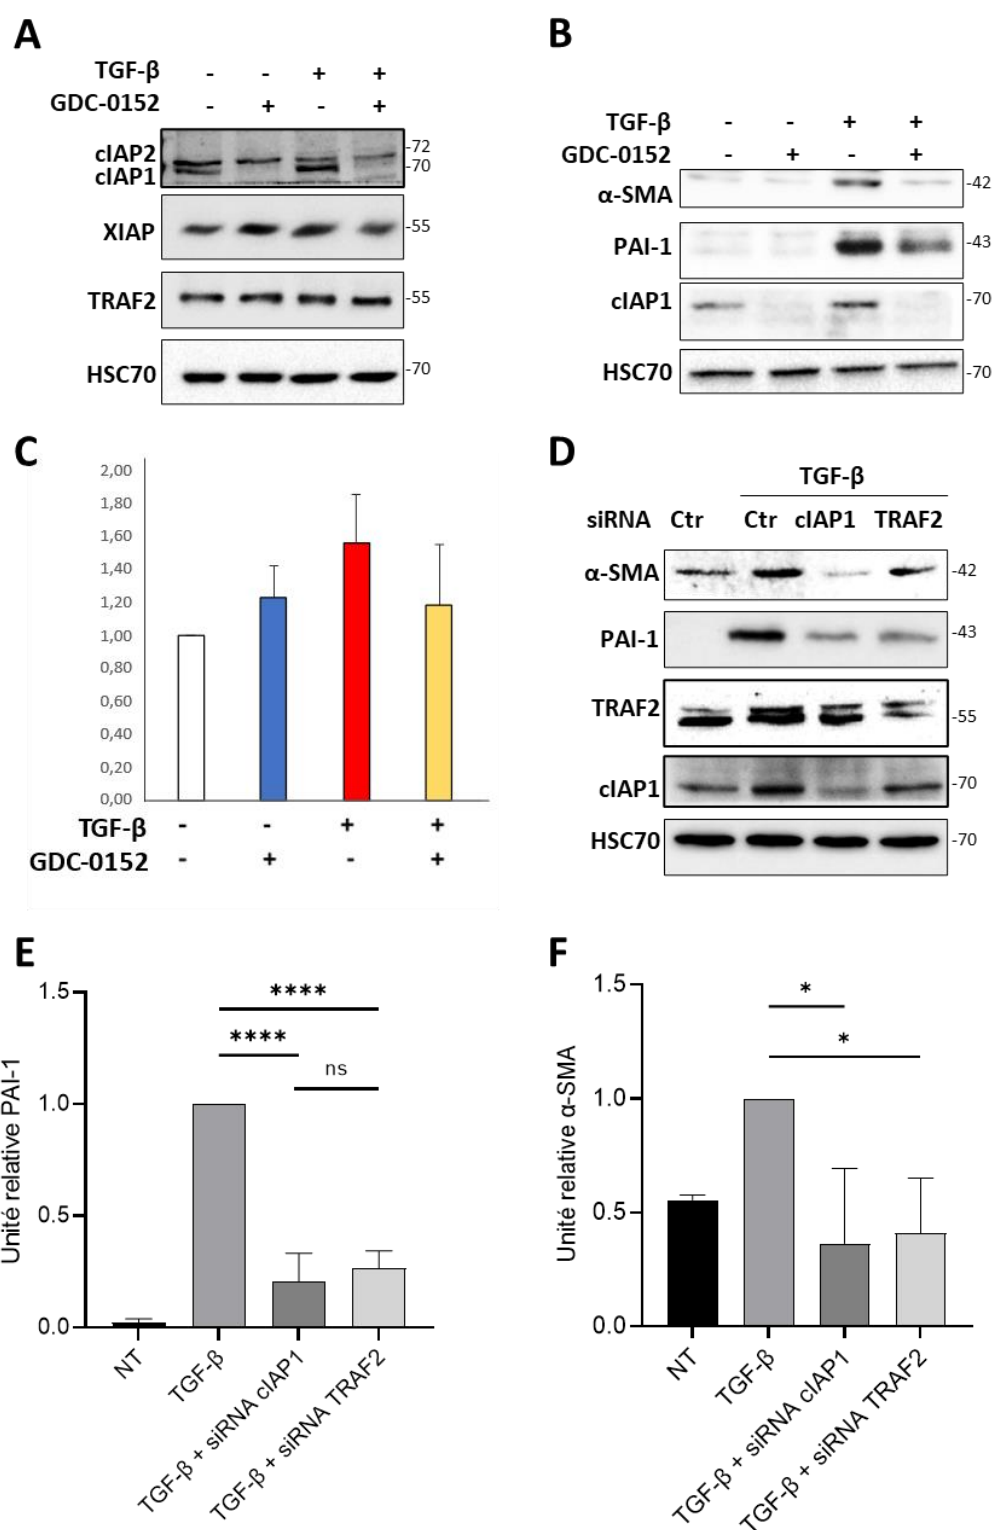 A
TGF-β - - + +
GDC-0152 - + - +
cIAP2
cIAP1
-72
-70
XIAP -55
TRAF2 -55
HSC70 -70
B
TGF-β - - + +
GDC-0152 - + - +
α-SMA -42
PAI-1 -43
cIAP1 -70
HSC70 -70
C
2,00
1,80
1,60
1,40
1,20
1,00
0,80
0,60
0,40
0,20
0,00
TGF-β - - + +
GDC-0152 - + - +
D
TGF-β
siRNA Ctr Ctr cIAP1 TRAF2
α-SMA -42
PAI-1 -43
TRAF2 -55
cIAP1 -70
HSC70 -70
E
Unité relative PAI-1
1.5
1.0
0.5
0.0
****
****
ns
NT
TGF-β
TGF-β + siRNA cIAP1
TGF-β + siRNA TRAF2
F
Unité relative α-SMA
1.5
1.0
0.5
0.0
*
*
NT
TGF-β
TGF-β + siRNA cIAP1
TGF-β + siRNA TRAF2